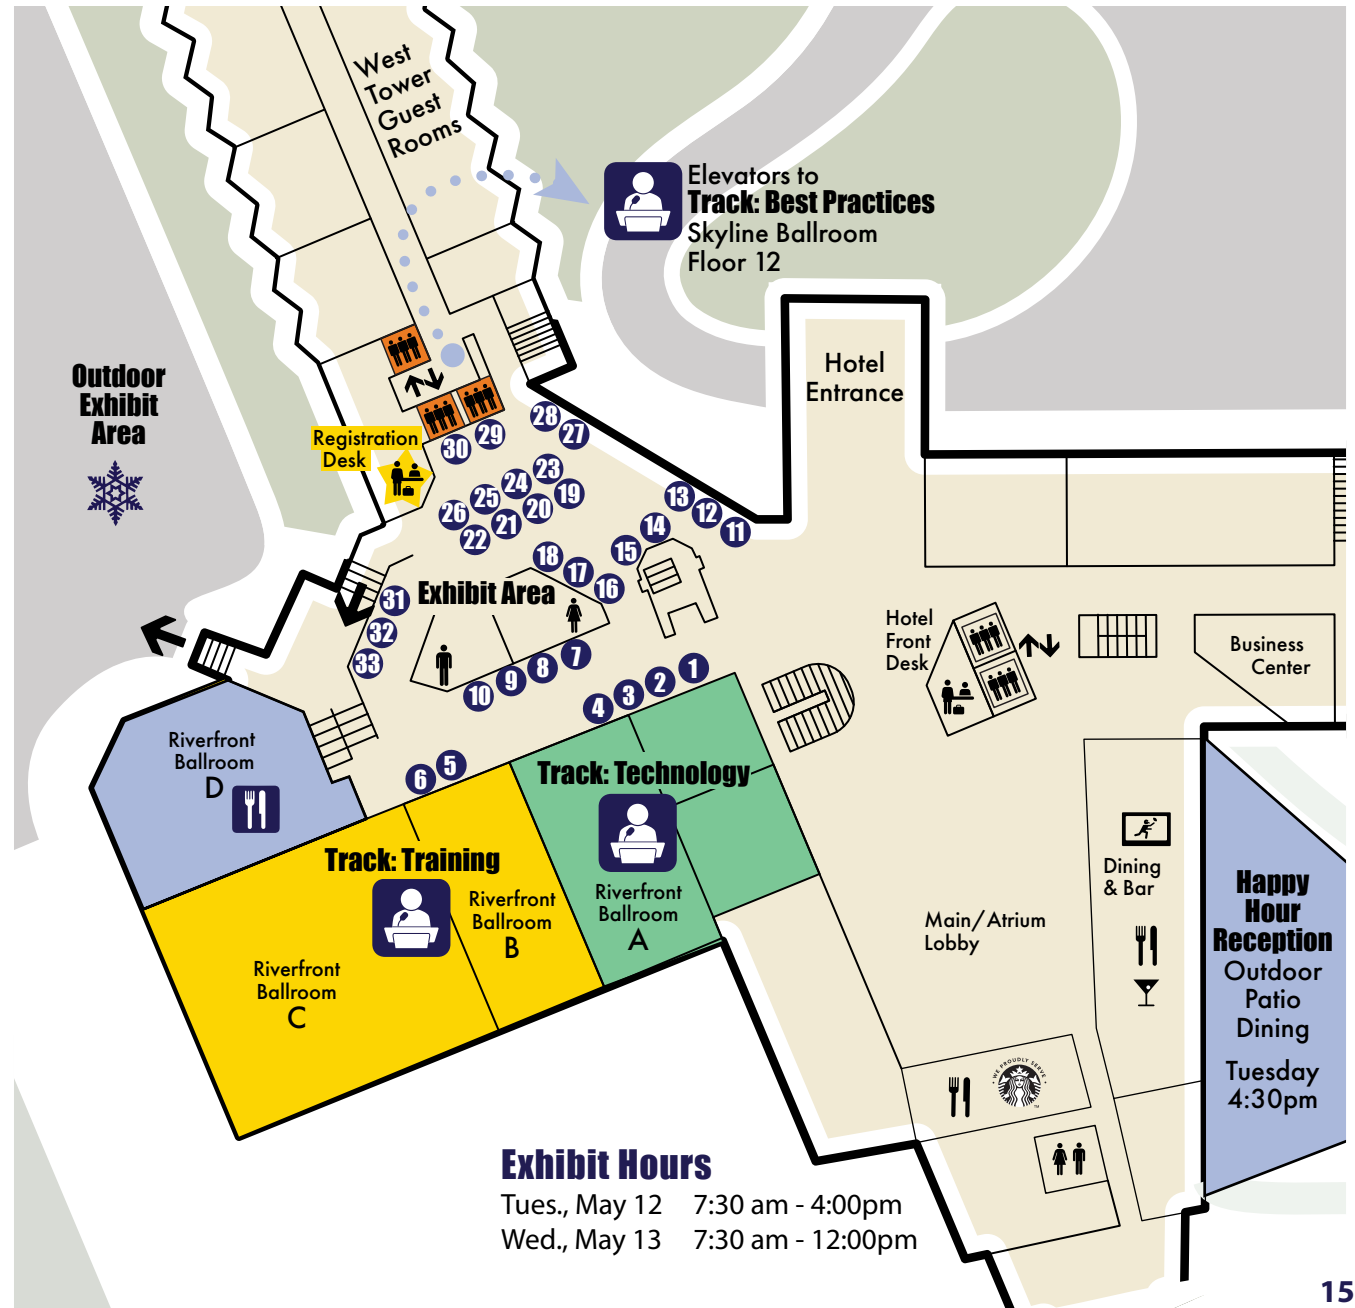 West
Tower
Guest
Rooms
Elevators to
Track: Best Practices
Skyline Ballroom
Floor 12
Hotel
Entrance
Outdoor
Exhibit
Area
Registration
Desk
28
27
29
30
23
24
19
25
20
26
21
22
13
12
11
14
15
18
17
16
Exhibit Area
31
32
33
7
8
9
10
1
2
3
4
5
6
Hotel
Front
Desk
Business
Center
Riverfront
Ballroom
D
Track: Technology
Riverfront
Ballroom
A
Track: Training
Riverfront
Ballroom
B
Riverfront
Ballroom
C
Dining
& Bar
Main/Atrium
Lobby
Happy
Hour
Reception
Outdoor
Patio
Dining
Tuesday
4:30pm
WE PROUDLY SERVE
TM
Exhibit Hours
Tues., May 12 7:30 am - 4:00pm
Wed., May 13 7:30 am - 12:00pm
15